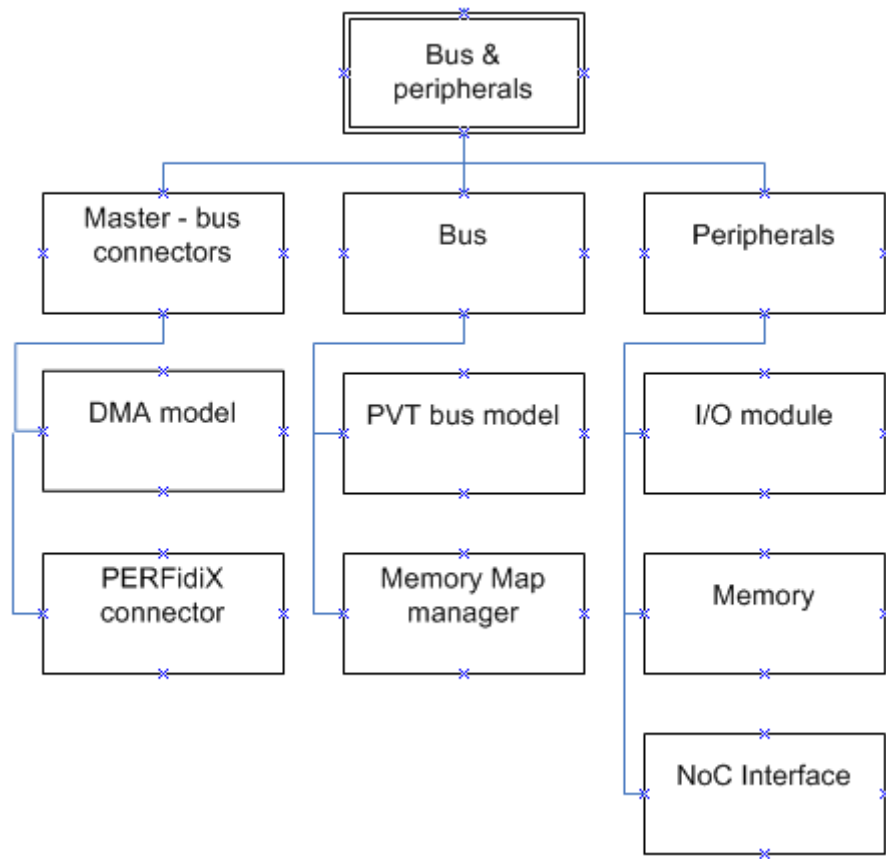 Bus &
peripherals
Master - bus
connectors
Bus
Peripherals
DMA model
PVT bus model
I/O module
PERFidiX
connector
Memory Map
manager
Memory
NoC Interface